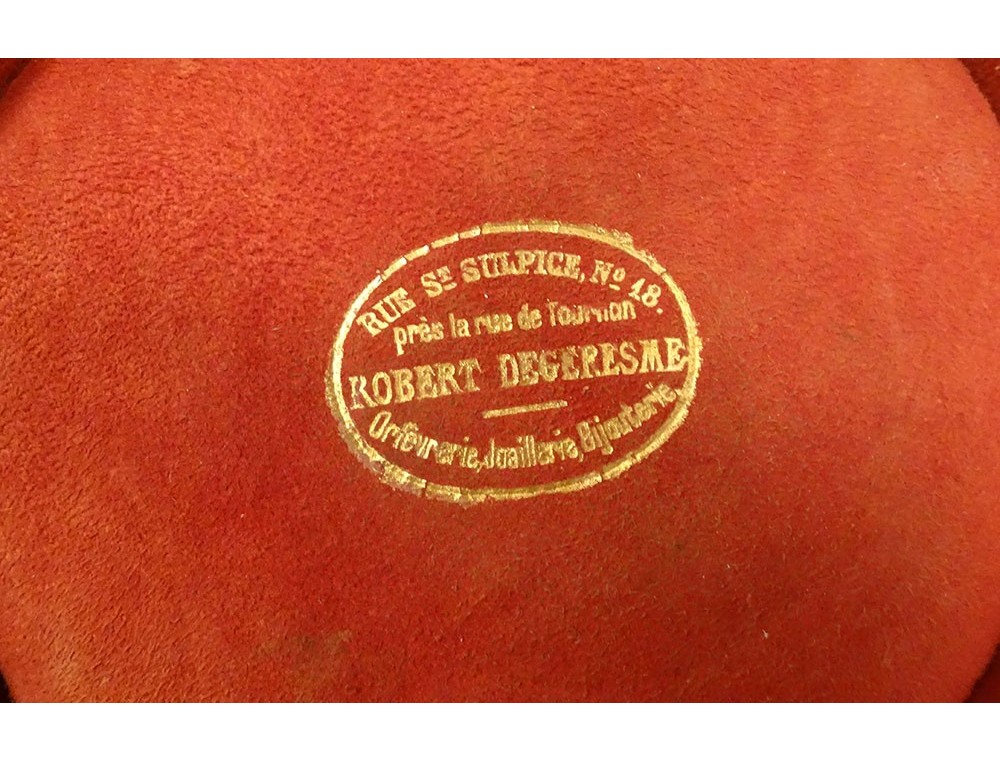 RUE ST SULPICE, No 18.
près la rue de Tournon
ROBERT DEGERESME
Orfèvrerie, Joaillerie, Bijouterie.